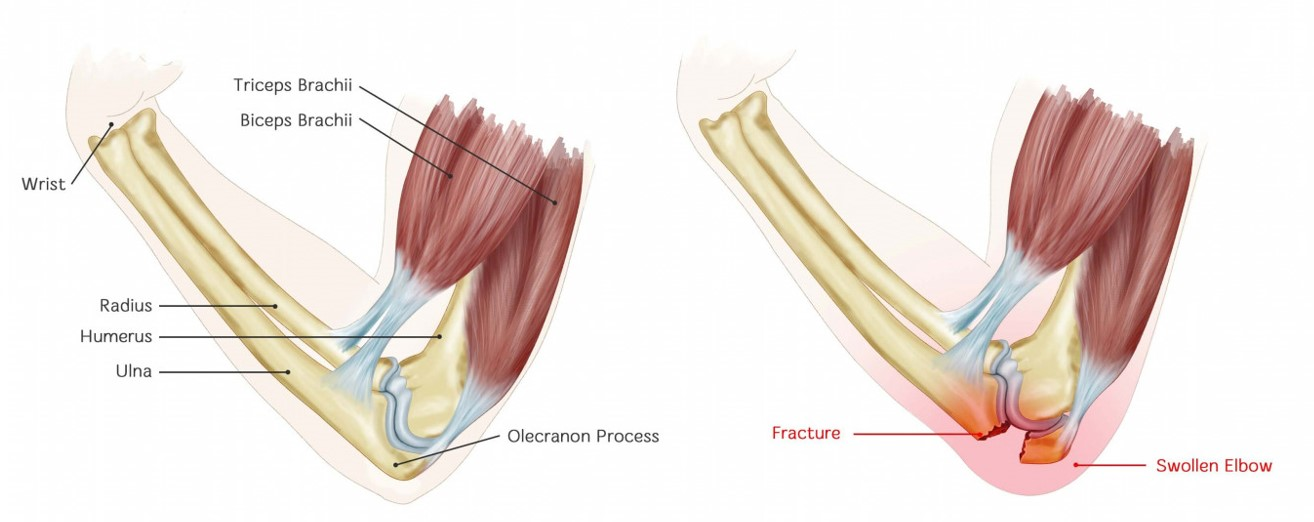 Triceps Brachii
Biceps Brachii
Wrist
Radius
Humerus
Ulna
Olecranon Process
Fracture
Swollen Elbow